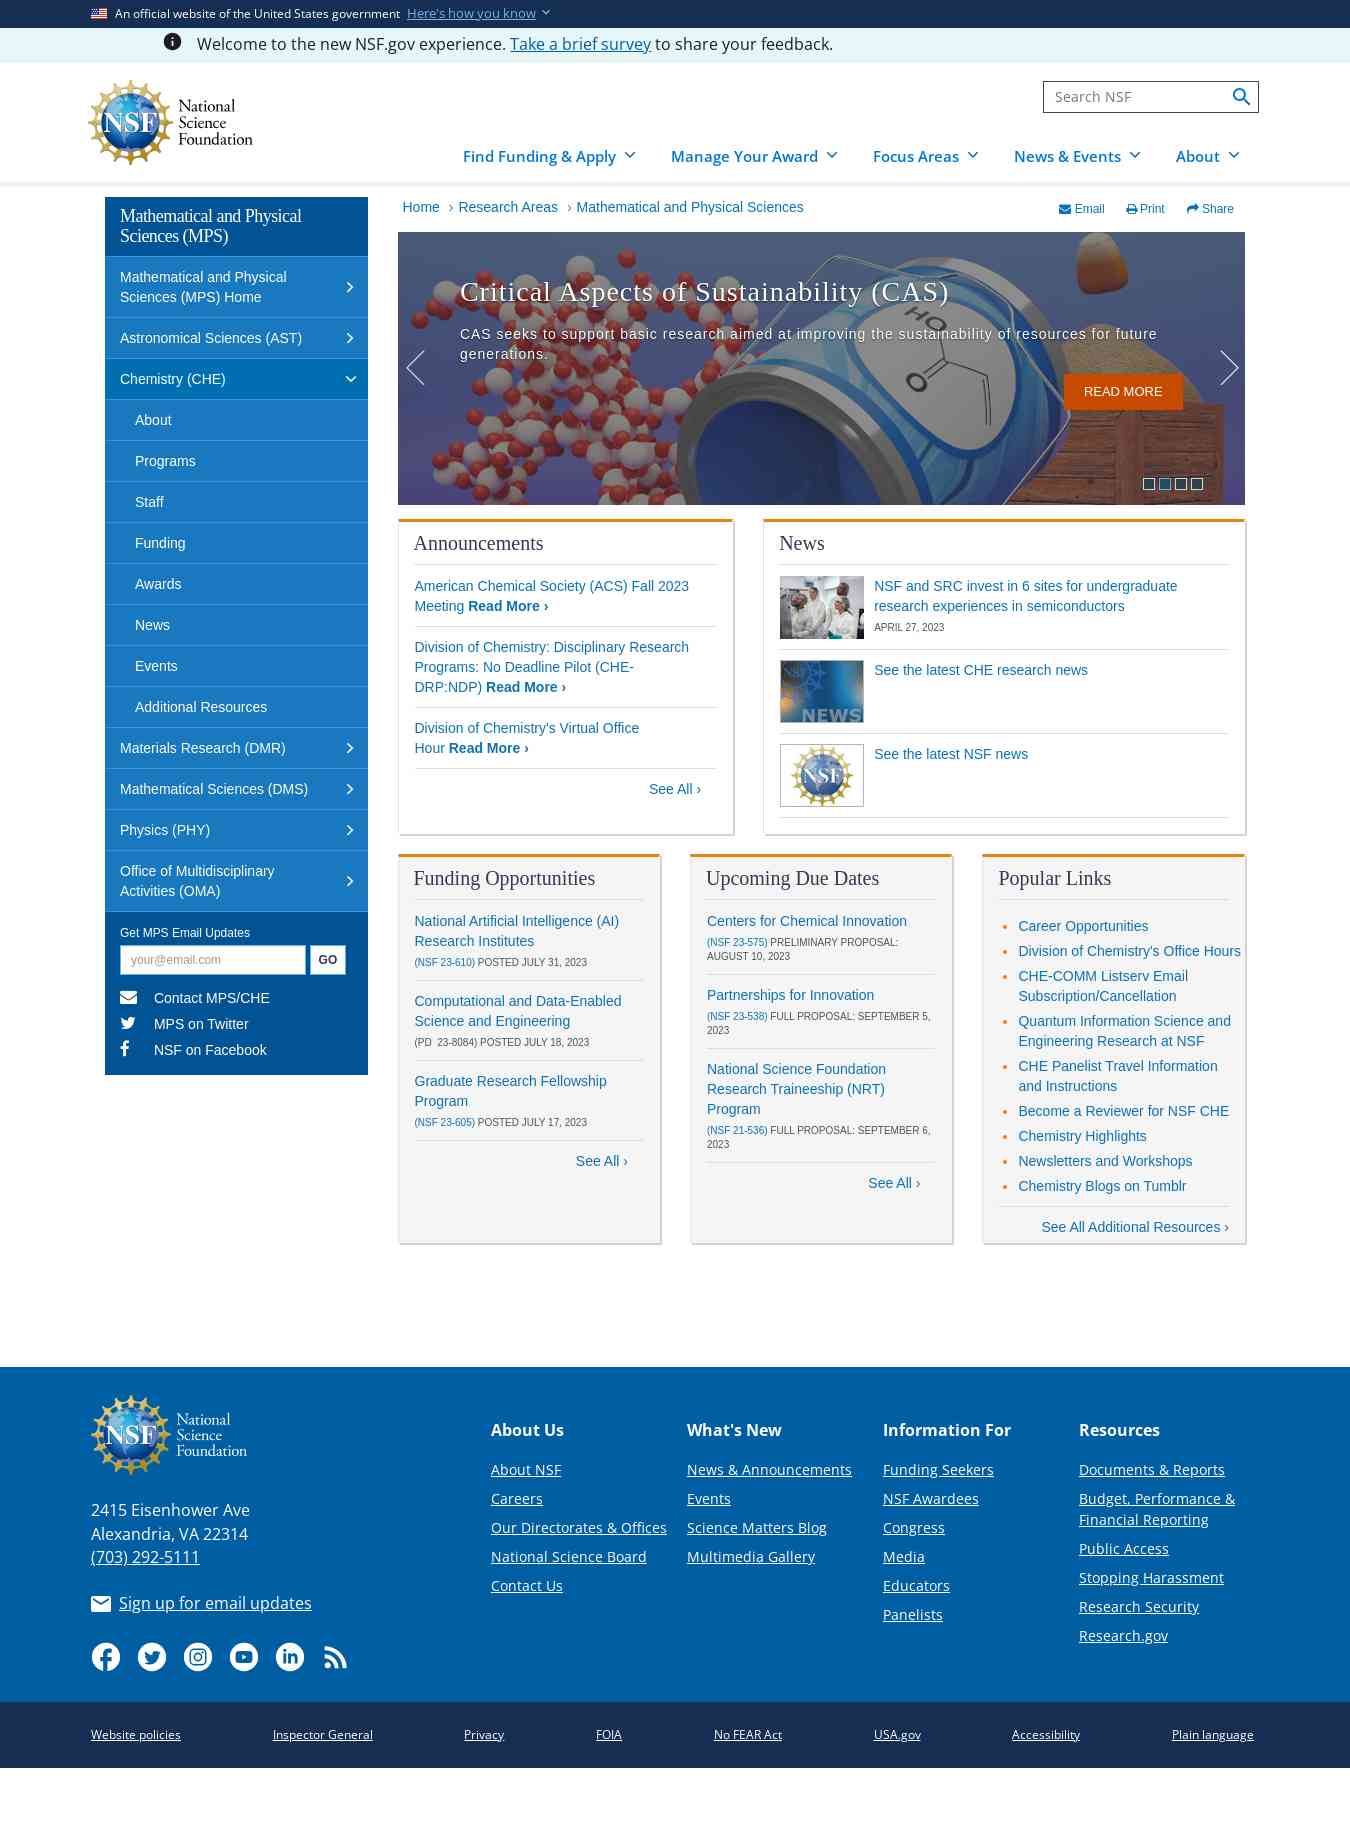 An official website of the United States government Here's how you know
Welcome to the new NSF.gov experience. Take a brief survey to share your feedback.
NSF
National
Science
Foundation
Search NSF
Find Funding & Apply Manage Your Award Focus Areas News & Events About
Mathematical and Physical
Sciences (MPS)
Mathematical and Physical
Sciences (MPS) Home
Astronomical Sciences (AST)
Chemistry (CHE)
About
Programs
Staff
Funding
Awards
News
Events
Additional Resources
Materials Research (DMR)
Mathematical Sciences (DMS)
Physics (PHY)
Office of Multidisciplinary
Activities (OMA)
Get MPS Email Updates
your@email.com GO
Contact MPS/CHE
MPS on Twitter
NSF on Facebook
Home › Research Areas › Mathematical and Physical Sciences
Email Print Share
Critical Aspects of Sustainability (CAS)
CAS seeks to support basic research aimed at improving the sustainability of resources for future
generations.
HO
O
READ MORE
Announcements
American Chemical Society (ACS) Fall 2023
Meeting Read More ›
Division of Chemistry: Disciplinary Research
Programs: No Deadline Pilot (CHE-
DRP:NDP) Read More ›
Division of Chemistry's Virtual Office
Hour Read More ›
See All ›
News
NSF and SRC invest in 6 sites for undergraduate
research experiences in semiconductors
APRIL 27, 2023
NSF
NEWS
See the latest CHE research news
NSF
See the latest NSF news
Funding Opportunities
National Artificial Intelligence (AI)
Research Institutes
(NSF 23-610) POSTED JULY 31, 2023
Computational and Data-Enabled
Science and Engineering
(PD 23-8084) POSTED JULY 18, 2023
Graduate Research Fellowship
Program
(NSF 23-605) POSTED JULY 17, 2023
See All ›
Upcoming Due Dates
Centers for Chemical Innovation
(NSF 23-575) PRELIMINARY PROPOSAL:
AUGUST 10, 2023
Partnerships for Innovation
(NSF 23-538) FULL PROPOSAL: SEPTEMBER 5,
2023
National Science Foundation
Research Traineeship (NRT)
Program
(NSF 21-536) FULL PROPOSAL: SEPTEMBER 6,
2023
See All ›
Popular Links
Career Opportunities
Division of Chemistry's Office Hours
CHE-COMM Listserv Email
Subscription/Cancellation
Quantum Information Science and
Engineering Research at NSF
CHE Panelist Travel Information
and Instructions
Become a Reviewer for NSF CHE
Chemistry Highlights
Newsletters and Workshops
Chemistry Blogs on Tumblr
See All Additional Resources ›
NSF
National
Science
Foundation
2415 Eisenhower Ave
Alexandria, VA 22314
(703) 292-5111
Sign up for email updates
About Us
About NSF
Careers
Our Directorates & Offices
National Science Board
Contact Us
What's New
News & Announcements
Events
Science Matters Blog
Multimedia Gallery
Information For
Funding Seekers
NSF Awardees
Congress
Media
Educators
Panelists
Resources
Documents & Reports
Budget, Performance &
Financial Reporting
Public Access
Stopping Harassment
Research Security
Research.gov
Website policies Inspector General Privacy FOIA No FEAR Act USA.gov Accessibility Plain language